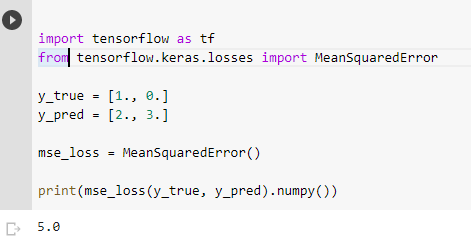 import tensorflow as tf
from tensorflow.keras.losses import MeanSquaredError
y_true = [1., 0.]
y_pred = [2., 3.]
mse_loss = MeanSquaredError()
print(mse_loss(y_true, y_pred).numpy())
5.0